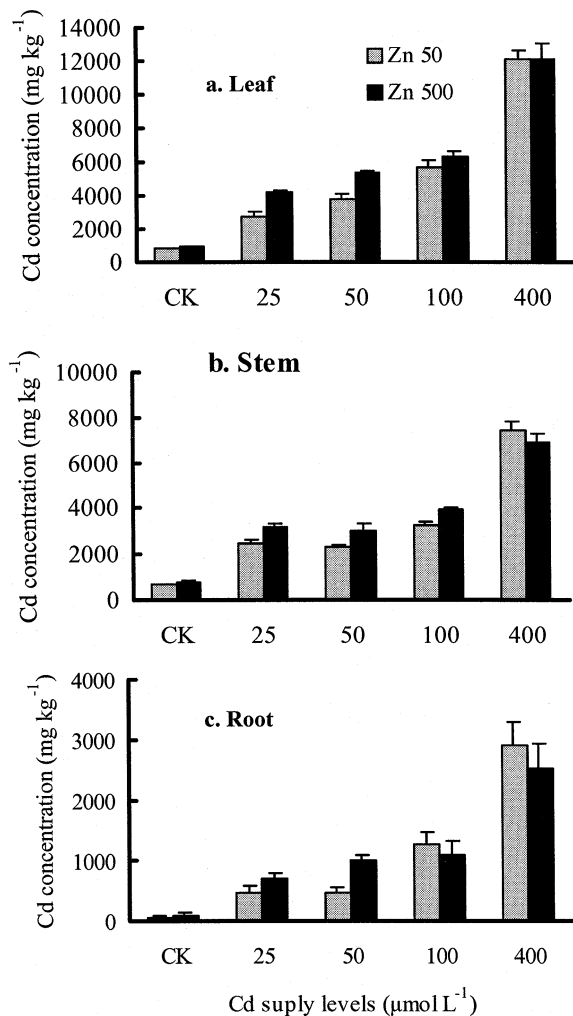 14000
12000
10000
8000
6000
4000
2000
0
Cd concentration (mg kg⁻¹)
a. Leaf
Zn 50
Zn 500
CK 25 50 100 400
b. Stem
10000
8000
6000
4000
2000
0
Cd concentration (mg kg⁻¹)
CK 25 50 100 400
4000
3000
2000
1000
0
Cd concentration (mg kg⁻¹)
c. Root
CK 25 50 100 400
Cd suply levels (μmol L⁻¹)